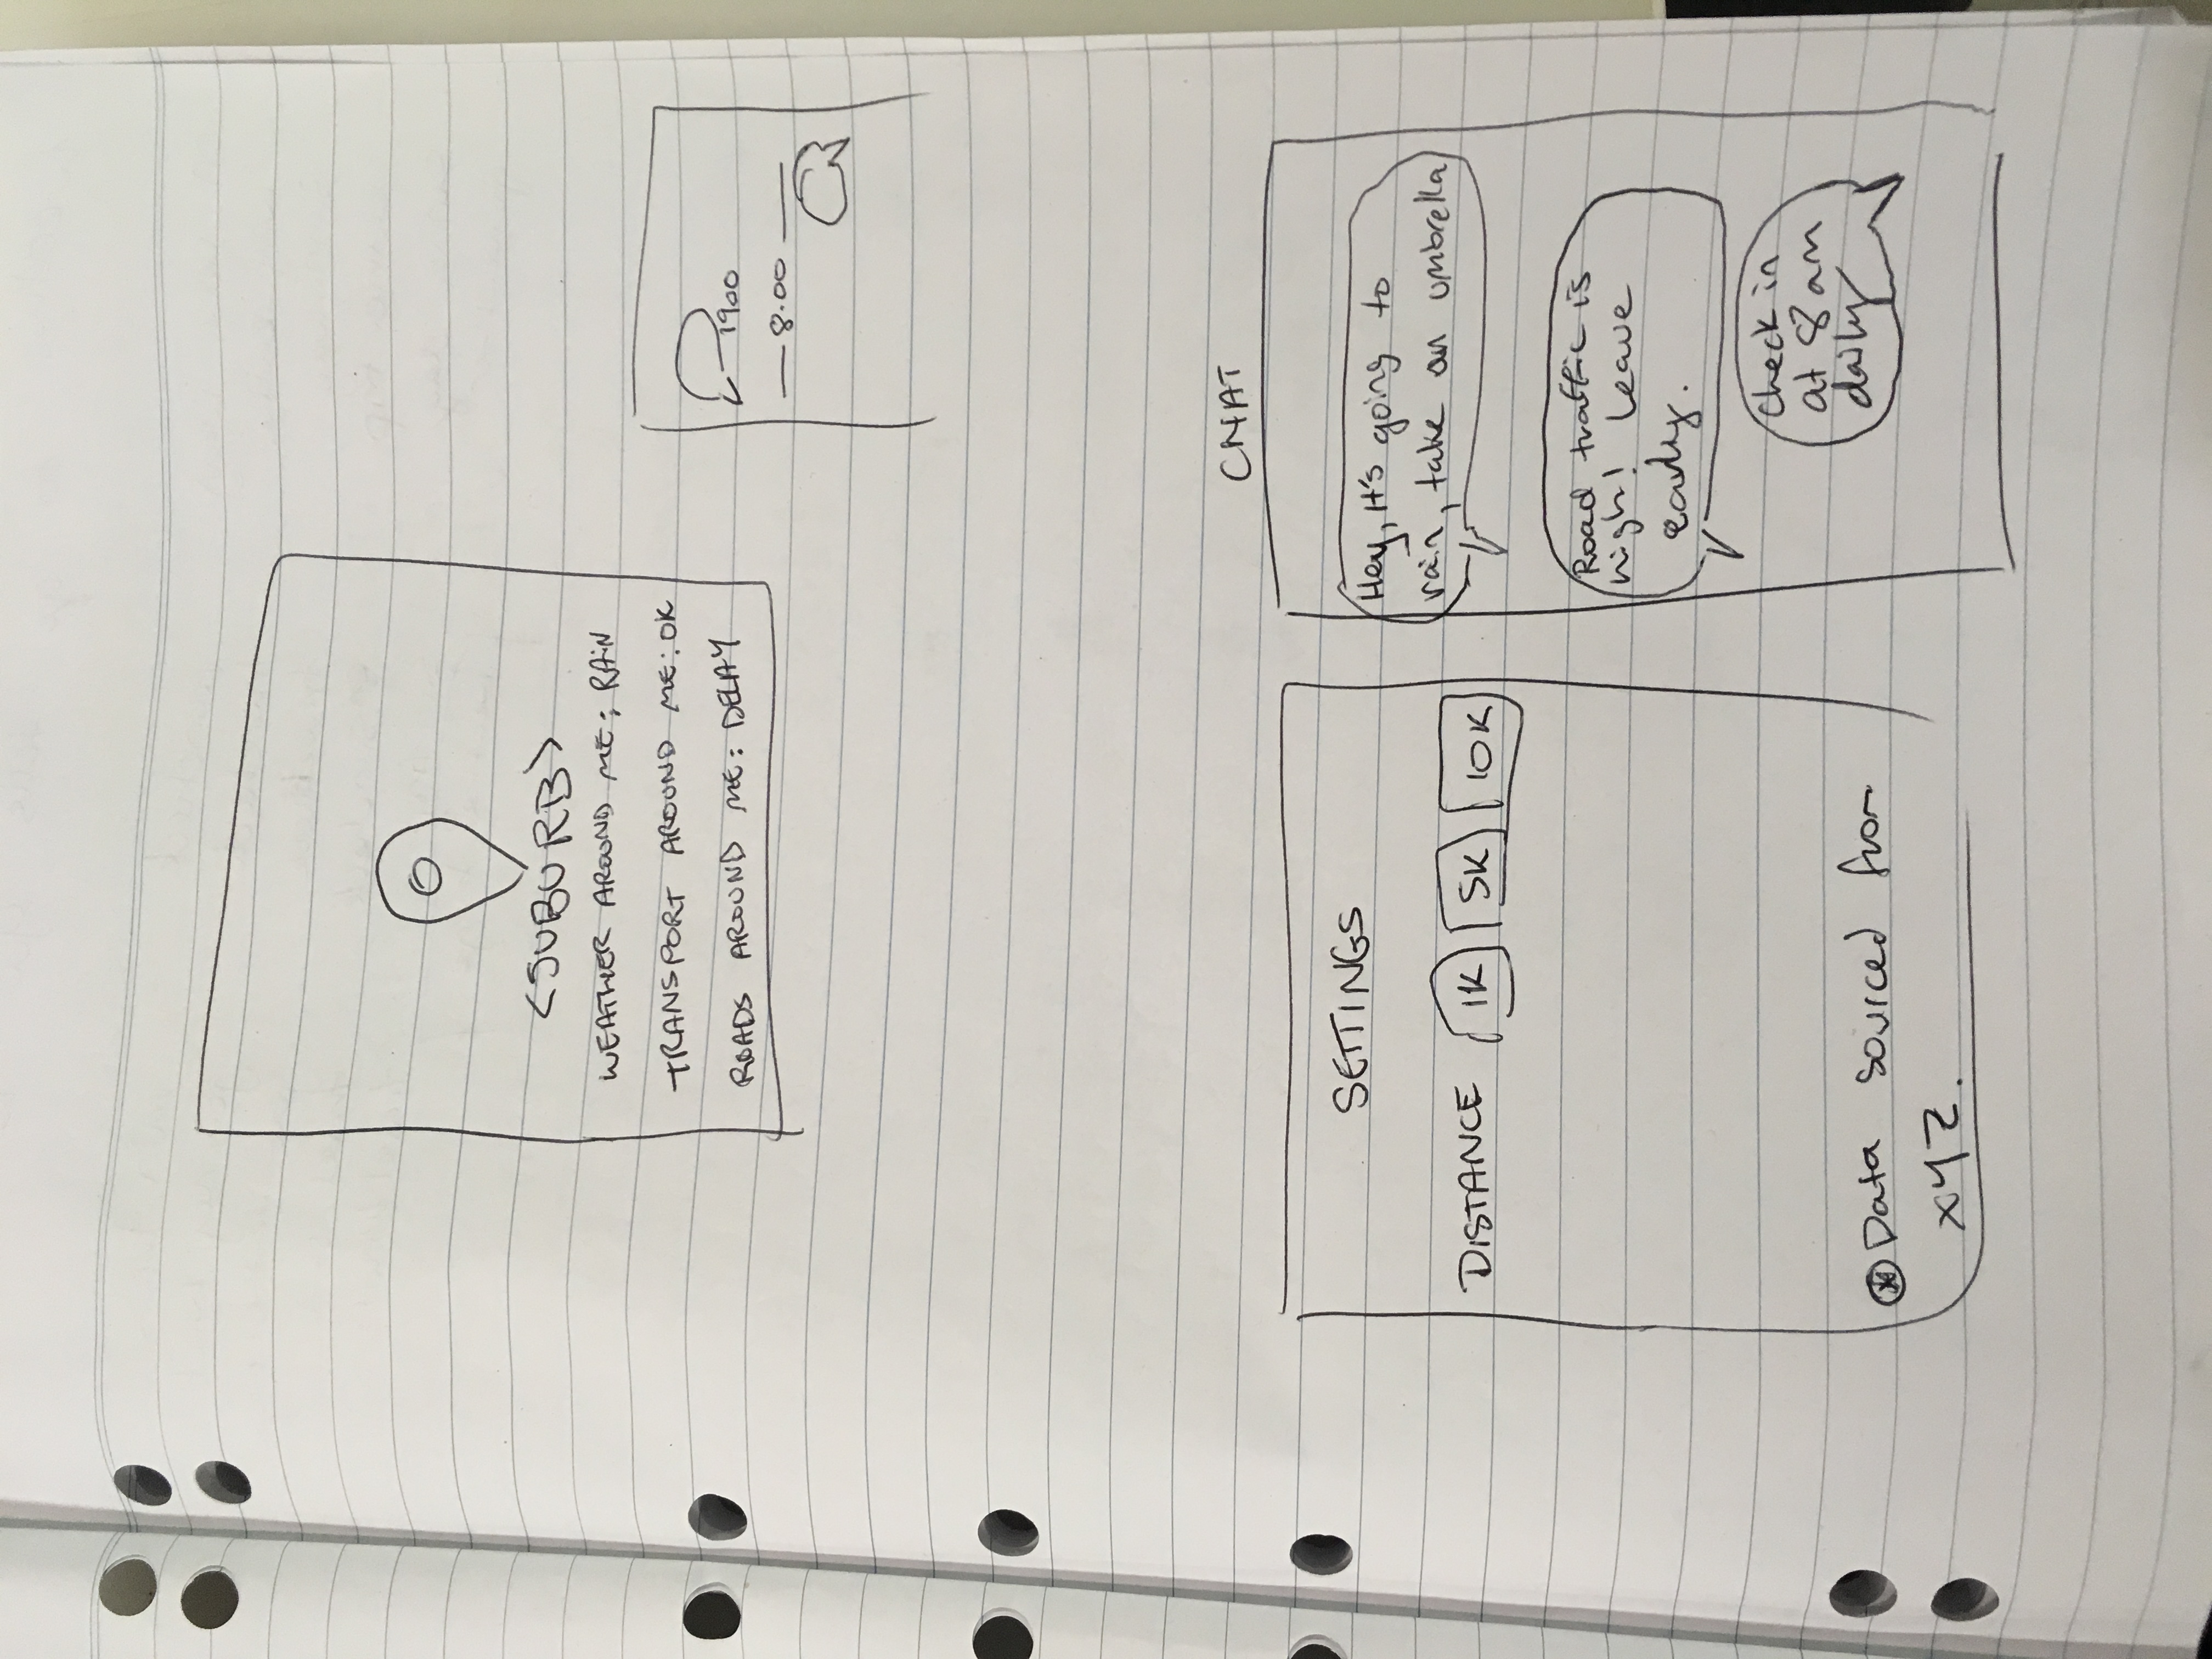 <SUBURB>
WEATHER AROUND ME: RAIN
TRANSPORT AROUND ME: OK
ROADS AROUND ME: DELAY
1900
8.00
SETTINGS
DISTANCE 1K 5K 10K
* Data sourced from
XYZ.
CHAT
Hey, it's going to
rain, take an umbrella
Road traffic is
high! Leave
early.
Check in
at 8am
daily